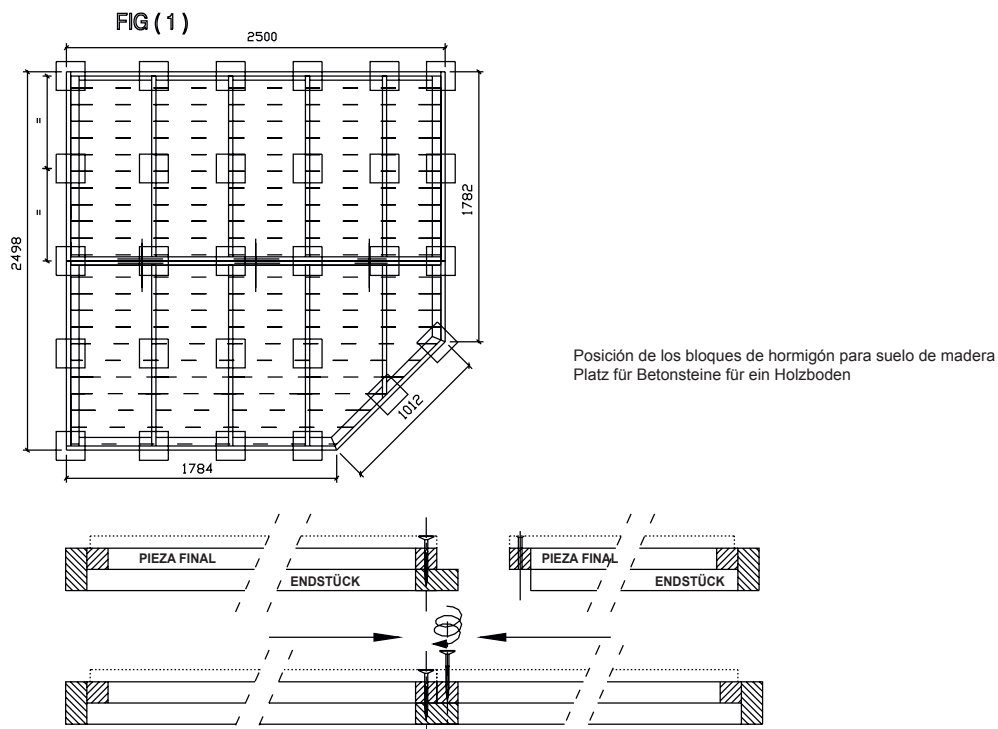 FIG ( 1 )
2500
=
=
2498
1782
1012
1784
Posición de los bloques de hormigón para suelo de madera
Platz für Betonsteine für ein Holzboden
PIEZA FINAL
PIEZA FINAL
ENDSTÜCK
ENDSTÜCK